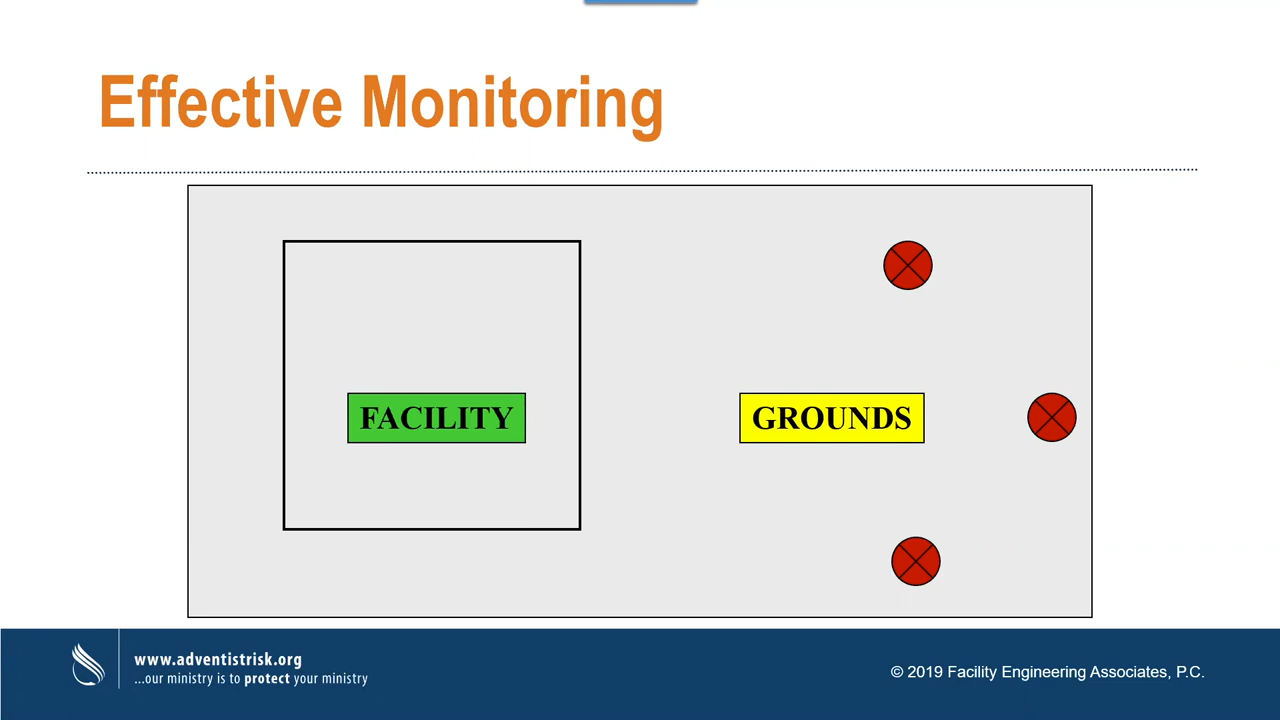 Effective Monitoring
FACILITY
GROUNDS
www.adventistrisk.org
...our ministry is to protect your ministry
© 2019 Facility Engineering Associates, P.C.